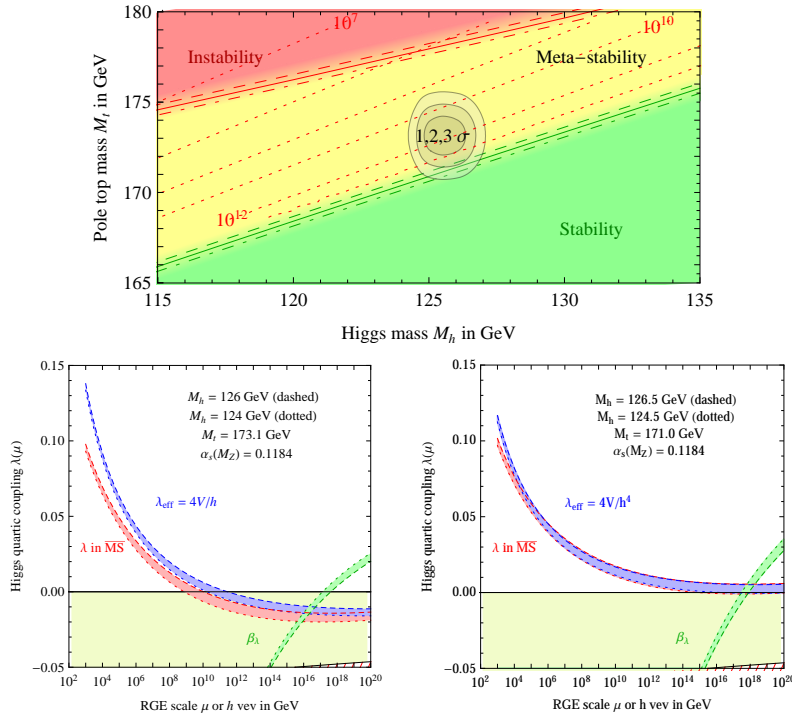 180
175
170
165
Pole top mass M_t in GeV
Instability
10^7
10^10
Meta−stability
1,2,3 σ
10^12
Stability
115 120 125 130 135
Higgs mass M_h in GeV
0.15
0.10
0.05
0.00
−0.05
Higgs quartic coupling λ(μ)
M_h = 126 GeV (dashed)
M_h = 124 GeV (dotted)
M_t = 173.1 GeV
α_s(M_Z) = 0.1184
λ_eff = 4V/h
λ in M̅S̅
β_λ
10^2 10^4 10^6 10^8 10^10 10^12 10^14 10^16 10^18 10^20
RGE scale μ or h vev in GeV
0.15
0.10
0.05
0.00
−0.05
Higgs quartic coupling λ(μ)
M_h = 126.5 GeV (dashed)
M_h = 124.5 GeV (dotted)
M_t = 171.0 GeV
α_s(M_Z) = 0.1184
λ_eff = 4V/h^4
λ in M̅S̅
β_λ
10^2 10^4 10^6 10^8 10^10 10^12 10^14 10^16 10^18 10^20
RGE scale μ or h vev in GeV